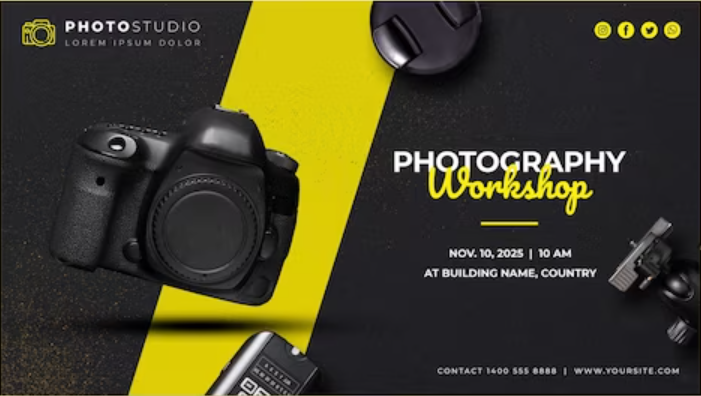 PHOTOSTUDIO
LOREM IPSUM DOLOR
PHOTOGRAPHY
Workshop
NOV. 10, 2025 | 10 AM
AT BUILDING NAME, COUNTRY
CONTACT 1400 555 8888 | WWW.YOURSITE.COM